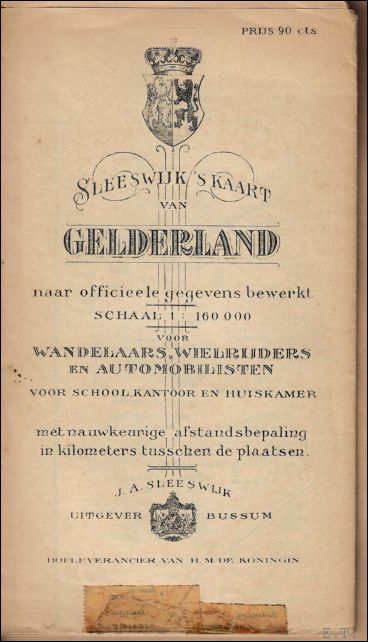 PRIJS 90 cts.
SLEESWIJK'S KAART
VAN
GELDERLAND
naar officieele gegevens bewerkt.
SCHAAL 1: 160 000
VOOR
WANDELAARS, WIELRIJDERS
EN AUTOMOBILISTEN
VOOR SCHOOL, KANTOOR EN HUISKAMER
met nauwkeurige afstandsbepaling
in kilometers tusschen de plaatsen.
J. A. SLEESWIJK
UITGEVER BUSSUM
HOFLEVERANCIER VAN H. M. DE KONINGIN
E.T.